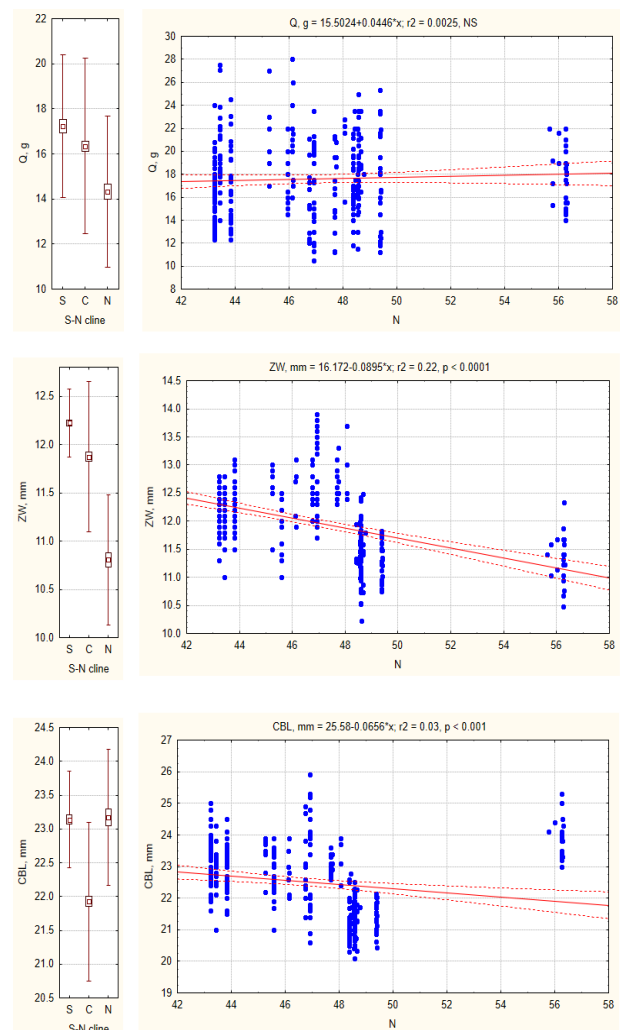 Q, g = 15.5024+0.0446*x; r2 = 0.0025, NS
22
20
18
16
14
12
10
Q, g
S C N
S-N cline
30
28
26
24
22
20
18
16
14
12
10
8
Q, g
42 44 46 48 50 52 54 56 58
N
ZW, mm = 16.172-0.0895*x; r2 = 0.22, p < 0.0001
12.5
12.0
11.5
11.0
10.5
10.0
ZW, mm
S C N
S-N cline
14.5
14.0
13.5
13.0
12.5
12.0
11.5
11.0
10.5
10.0
ZW, mm
42 44 46 48 50 52 54 56 58
N
CBL, mm = 25.58-0.0656*x; r2 = 0.03, p < 0.001
24.5
24.0
23.5
23.0
22.5
22.0
21.5
21.0
20.5
CBL, mm
S C N
S-N cline
27
26
25
24
23
22
21
20
19
CBL, mm
42 44 46 48 50 52 54 56 58
N